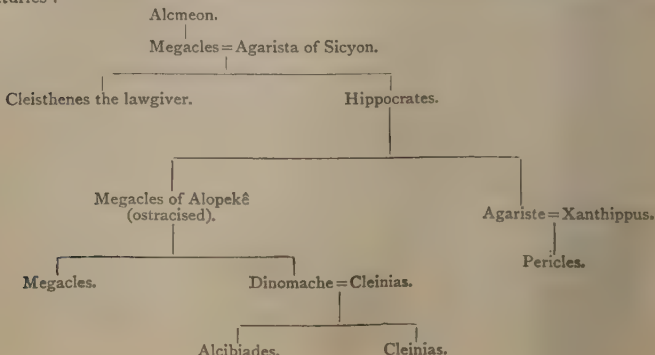 Alcmeon.
Megacles = Agarista of Sicyon.
Cleisthenes the lawgiver. Hippocrates.
Megacles of Alopekê
(ostracised).
Agariste = Xanthippus.
Pericles.
Megacles. Dinomache = Cleinias.
Alcibiades. Cleinias.